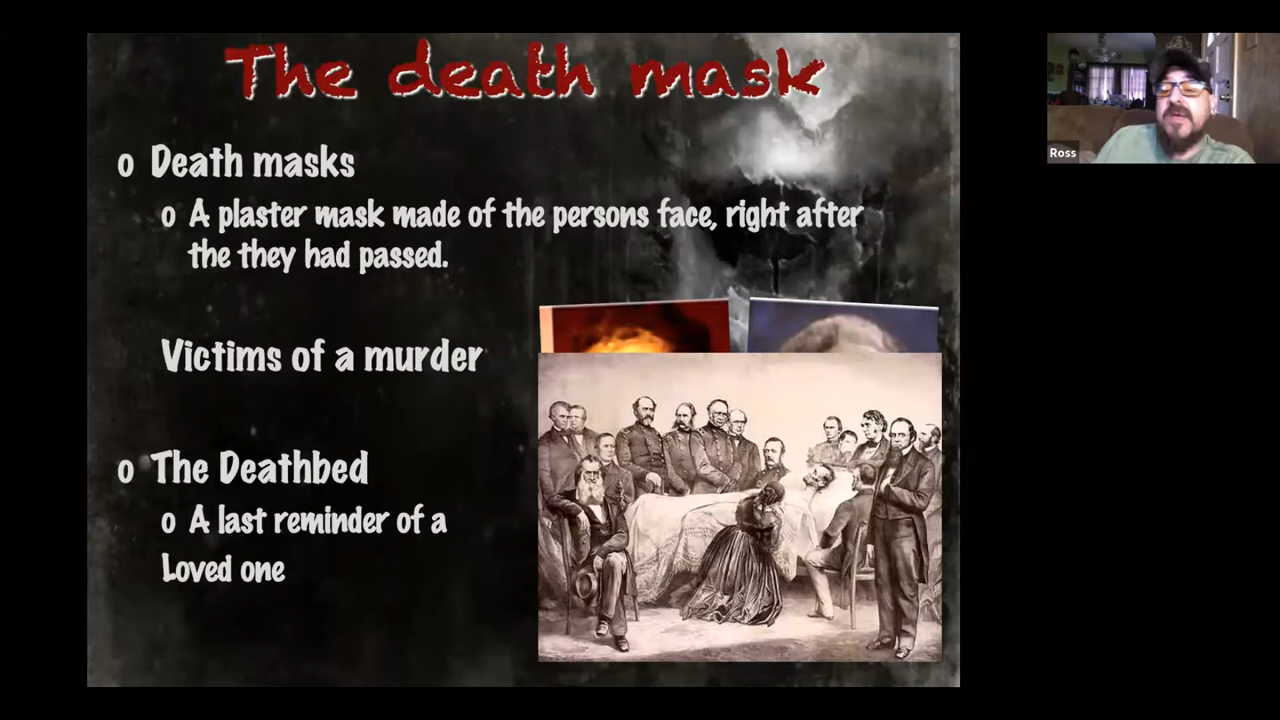 The death mask
o Death masks
o A plaster mask made of the persons face, right after
the they had passed.
Victims of a murder
o The Deathbed
o A last reminder of a
Loved one
Ross